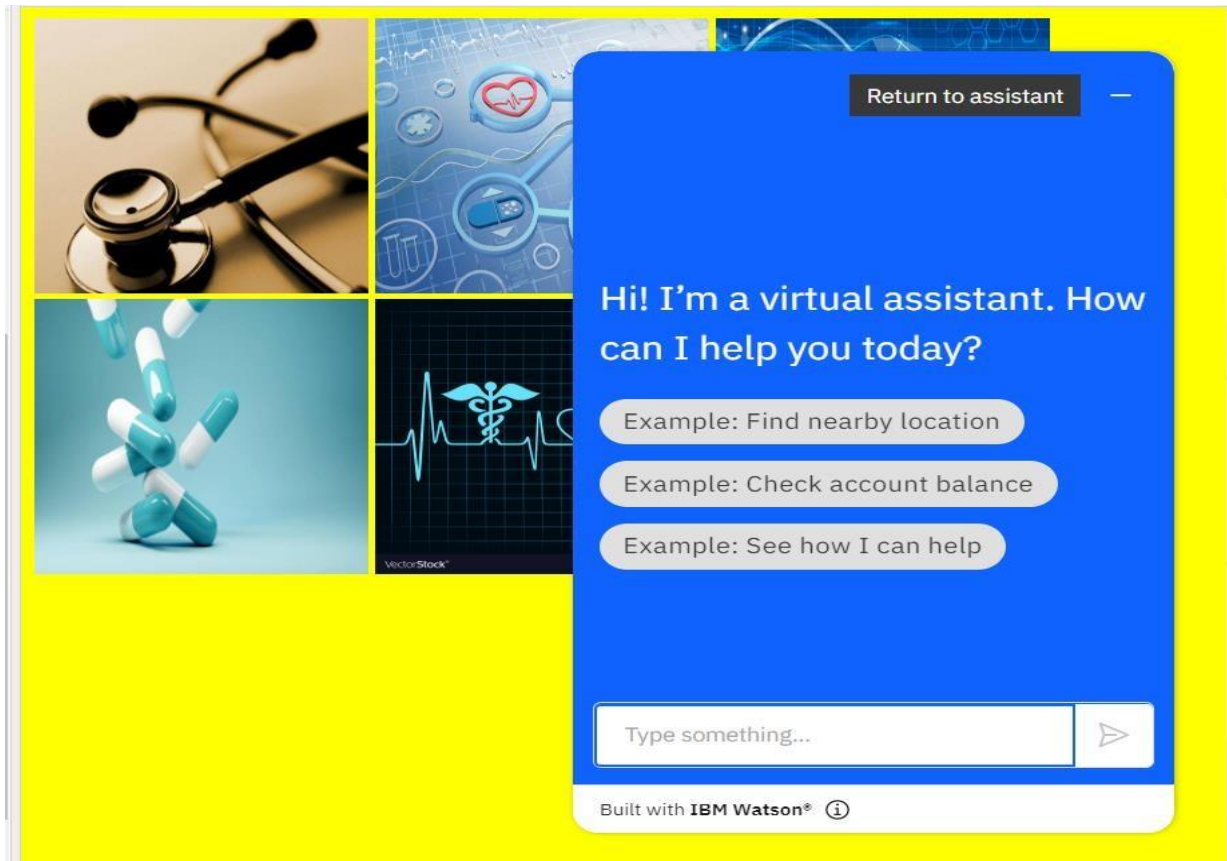 Return to assistant
Hi! I’m a virtual assistant. How
can I help you today?
Example: Find nearby location
Example: Check account balance
Example: See how I can help
VectorStock®
Type something...
Built with IBM Watson®